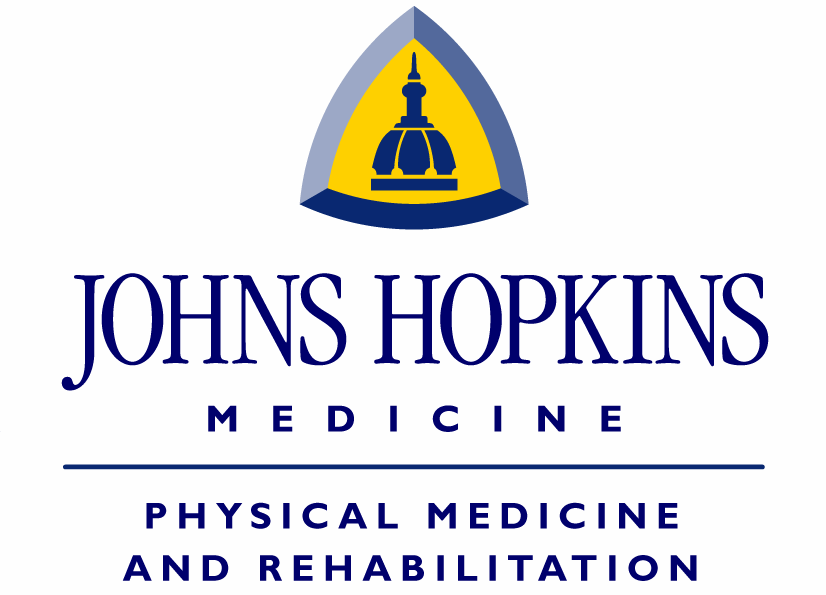 JOHNS HOPKINS
MEDICINE
PHYSICAL MEDICINE
AND REHABILITATION